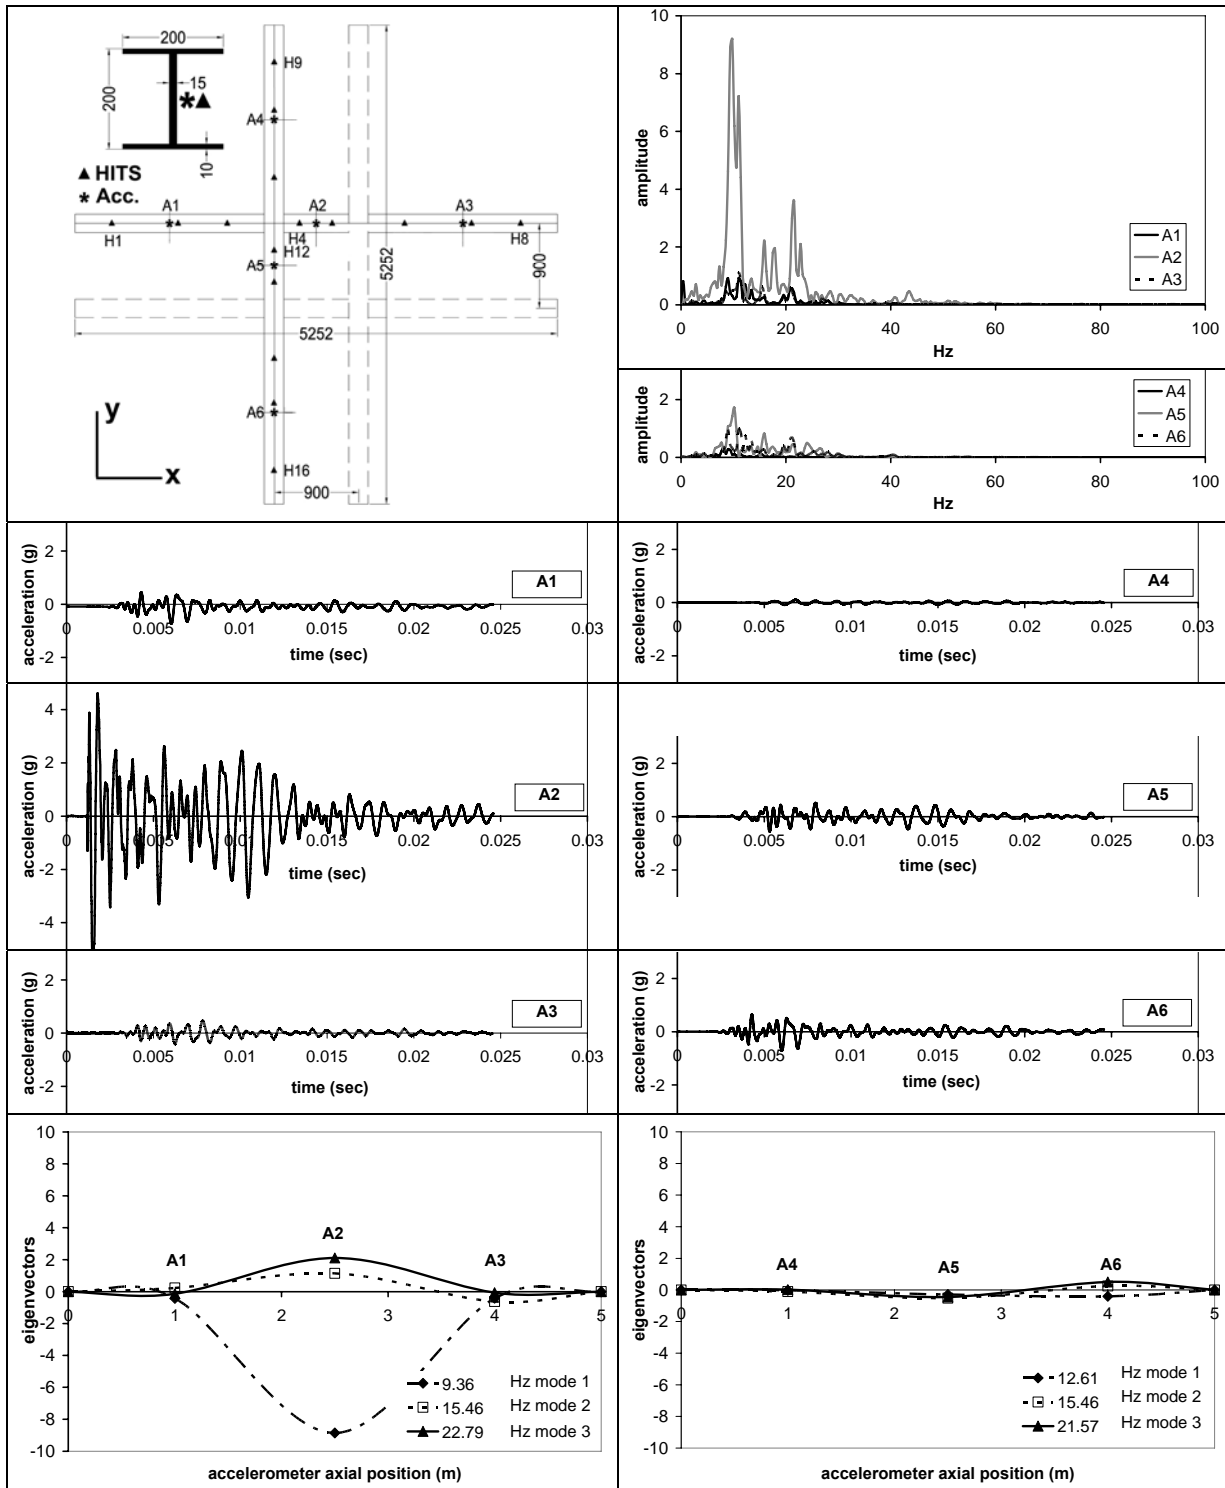 200
200
15
10
▲ HITS
* Acc.
H9
A4
A1
A2
A3
H1
H4
H8
H12
A5
900
5252
5252
A6
H16
900
y
x
10
8
6
4
2
0
amplitude
A1
A2
A3
0 20 40 60 80 100
Hz
2
0
amplitude
A4
A5
A6
0 20 40 60 80 100
Hz
acceleration (g)
2
0
-2
A1
0 0.005 0.01 0.015 0.02 0.025 0.03
time (sec)
acceleration (g)
2
0
-2
A4
0 0.005 0.01 0.015 0.02 0.025 0.03
time (sec)
acceleration (g)
4
2
0
-2
-4
A2
0 0.005 0.01 0.015 0.02 0.025 0.03
time (sec)
acceleration (g)
2
0
-2
A5
0 0.005 0.01 0.015 0.02 0.025 0.03
time (sec)
acceleration (g)
2
0
-2
A3
0 0.005 0.01 0.015 0.02 0.025 0.03
time (sec)
acceleration (g)
2
0
-2
A6
0 0.005 0.01 0.015 0.02 0.025 0.03
time (sec)
eigenvectors
10
8
6
4
2
0
-2
-4
-6
-8
-10
A1
A2
A3
0 1 2 3 4 5
9.36 Hz mode 1
15.46 Hz mode 2
22.79 Hz mode 3
accelerometer axial position (m)
eigenvectors
10
8
6
4
2
0
-2
-4
-6
-8
-10
A4
A5
A6
0 1 2 3 4 5
12.61 Hz mode 1
15.46 Hz mode 2
21.57 Hz mode 3
accelerometer axial position (m)